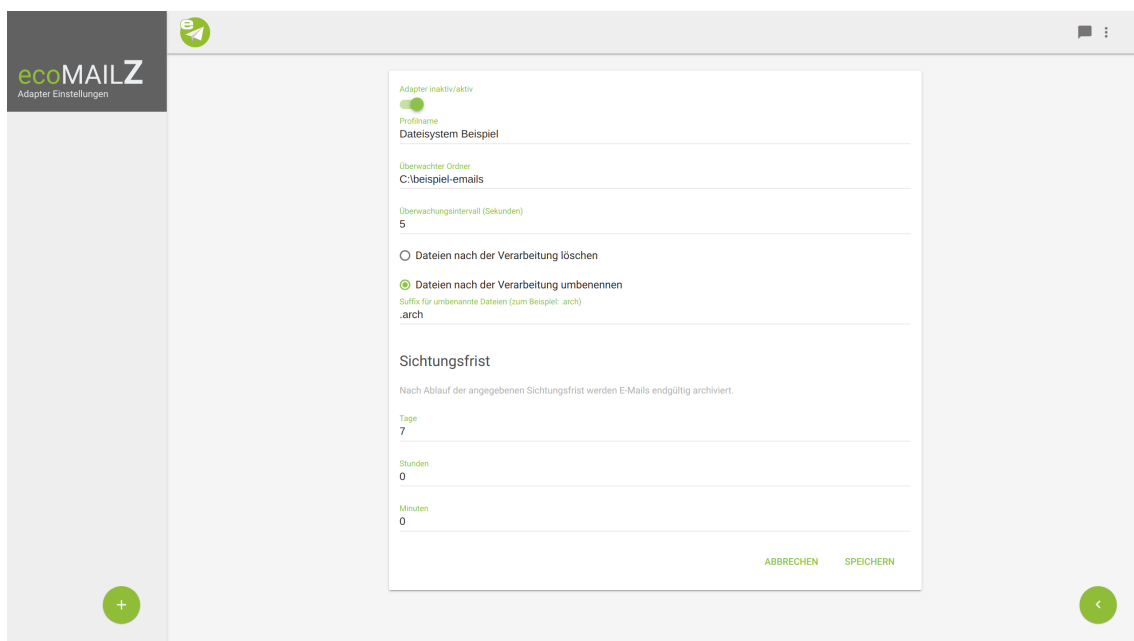 ecoMAILZ
Adapter Einstellungen
e
Adapter inaktiv/aktiv
Profilname
Dateisystem Beispiel
Überwachter Ordner
C:\beispiel-emails
Überwachungsintervall (Sekunden)
5
Dateien nach der Verarbeitung löschen
Dateien nach der Verarbeitung umbenennen
Suffix für umbenannte Dateien (zum Beispiel: .arch)
.arch
Sichtungsfrist
Nach Ablauf der angegebenen Sichtungsfrist werden E-Mails endgültig archiviert.
Tage
7
Stunden
0
Minuten
0
ABBRECHEN SPEICHERN